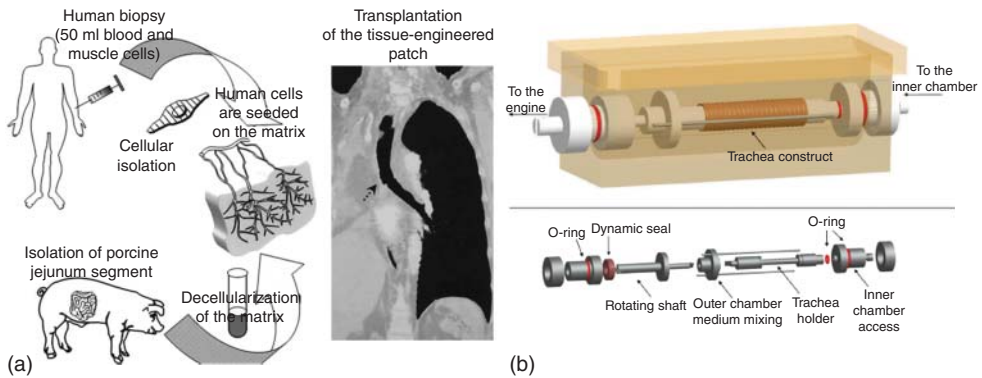 Human biopsy
(50 ml blood and
muscle cells)
Human cells
are seeded
on the matrix
Cellular
isolation
Isolation of porcine
jejunum segment
Decellularization
of the matrix
(a)
Transplantation
of the tissue-engineered
patch
To the
engine
To the
inner chamber
Trachea construct
O-ring
Dynamic seal
O-ring
Rotating shaft
Outer chamber
medium mixing
Trachea
holder
Inner
chamber
access
(b)